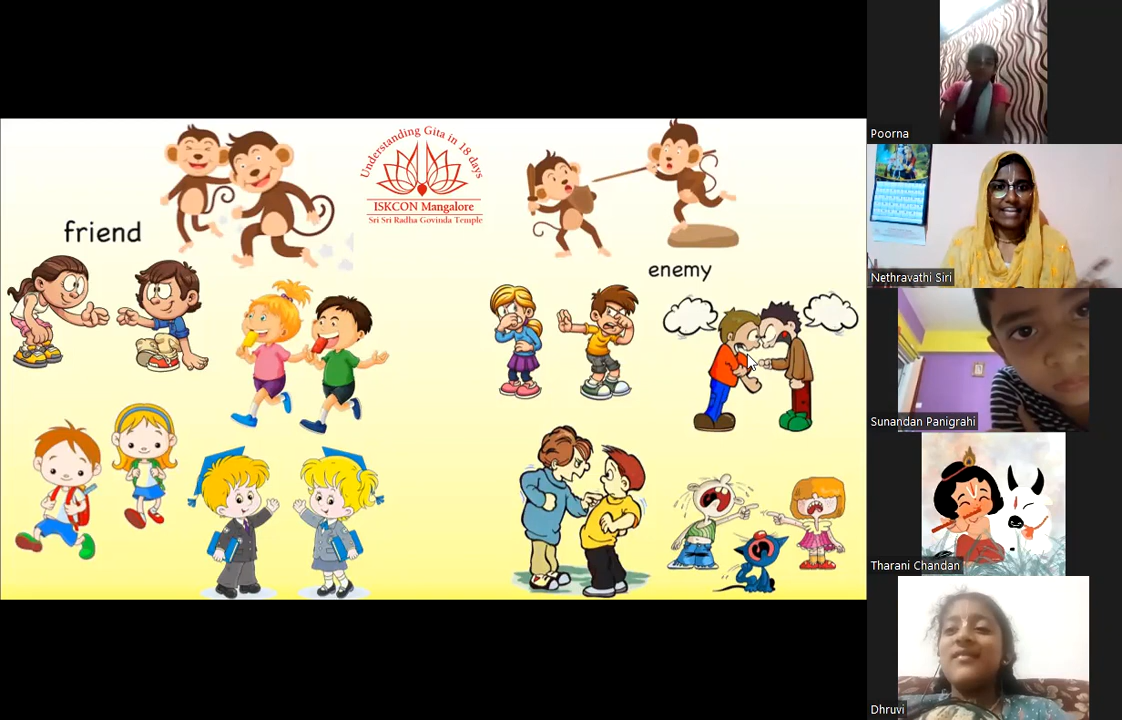 Understanding Gita in 18 days
ISKCON Mangalore
Sri Sri Radha Govinda Temple
friend
enemy
Poorna
Nethravathi Siri
Sunandan Panigrahi
Tharani Chandan
Dhruvi